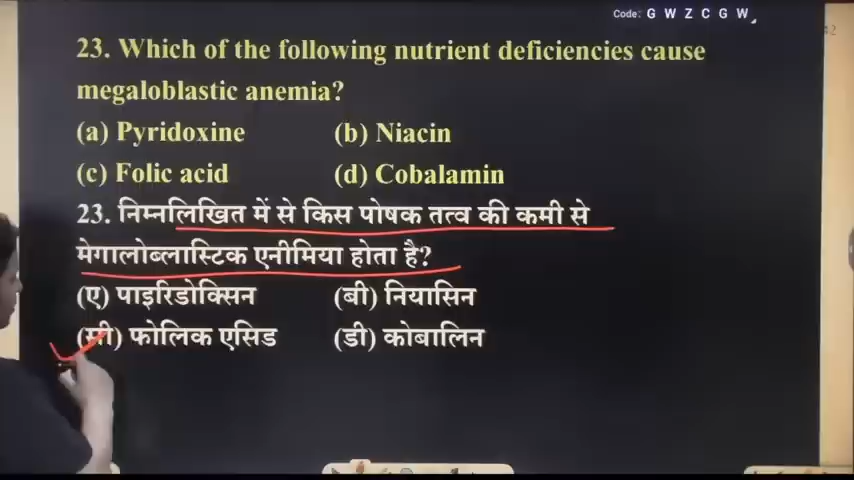 Code: G W Z C G W
23. Which of the following nutrient deficiencies cause
megaloblastic anemia?
(a) Pyridoxine (b) Niacin
(c) Folic acid (d) Cobalamin
23. निम्नलिखित में से किस पोषक तत्व की कमी से
मेगालोब्लास्टिक एनीमिया होता है?
(ए) पाइरिडोक्सिन (बी) नियासिन
(सी) फोलिक एसिड (डी) कोबालिन